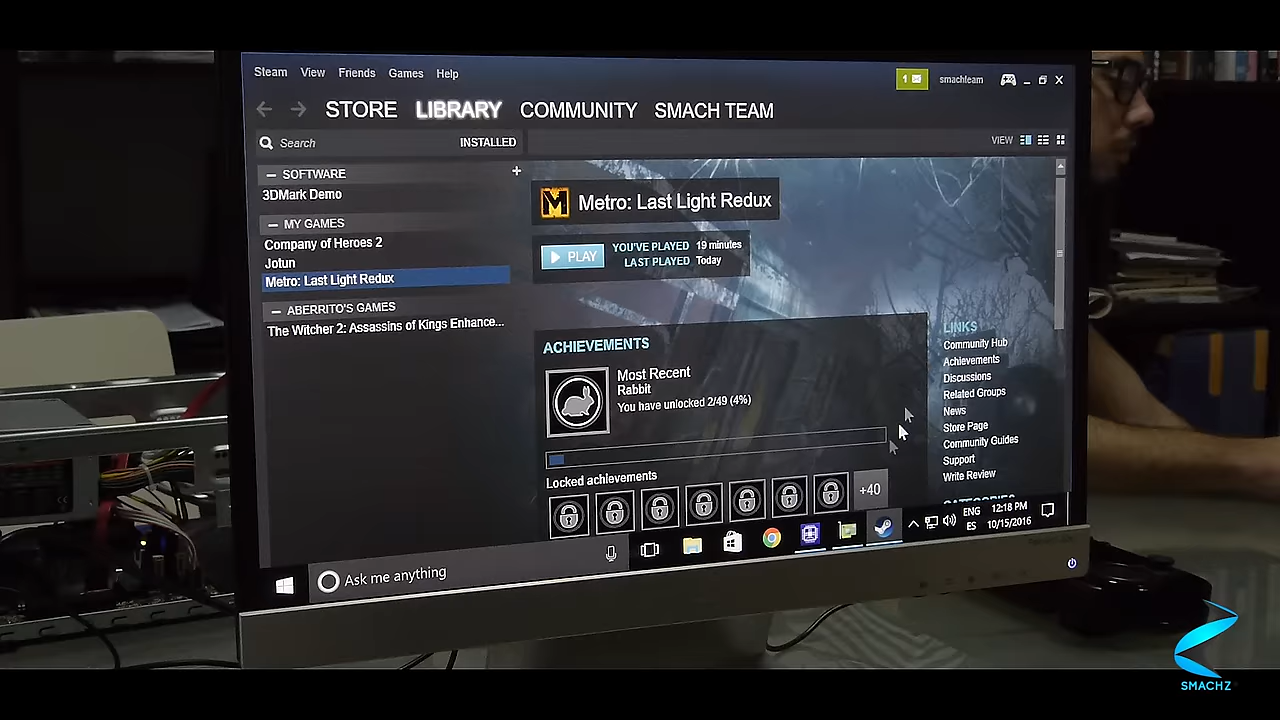 Steam View Friends Games Help
1 smachteam
STORE LIBRARY COMMUNITY SMACH TEAM
Search INSTALLED
VIEW
— SOFTWARE +
3DMark Demo
— MY GAMES
Company of Heroes 2
Jotun
Metro: Last Light Redux
— ABERRITO'S GAMES
The Witcher 2: Assassins of Kings Enhance...
M
Metro: Last Light Redux
PLAY
YOU'VE PLAYED 19 minutes
LAST PLAYED Today
ACHIEVEMENTS
Most Recent
Rabbit
You have unlocked 2/49 (4%)
Locked achievements
+40
LINKS
Community Hub
Achievements
Discussions
Related Groups
News
Store Page
Community Guides
Support
Write Review
CATEGORIES
Ask me anything
ENG
ES
12:18 PM
10/15/2016
SMACHZ